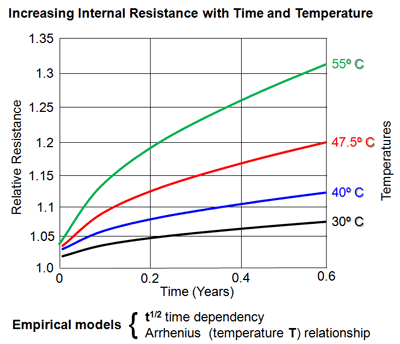 Increasing Internal Resistance with Time and Temperature
1.35
1.3
1.25
1.2
1.15
1.1
1.05
1.0
Relative Resistance
55º C
47.5º C
40º C
30º C
Temperatures
0 0.2 0.4 0.6
Time (Years)
Empirical models { t1/2 time dependency
Arrhenius (temperature T) relationship